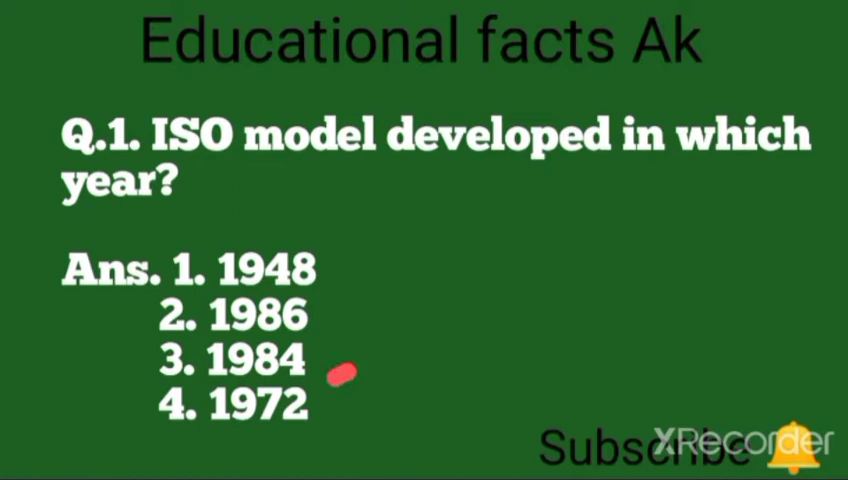 Educational facts Ak
Q.1. ISO model developed in which
year?
Ans. 1. 1948
2. 1986
3. 1984
4. 1972
Subscribe
XRecorder